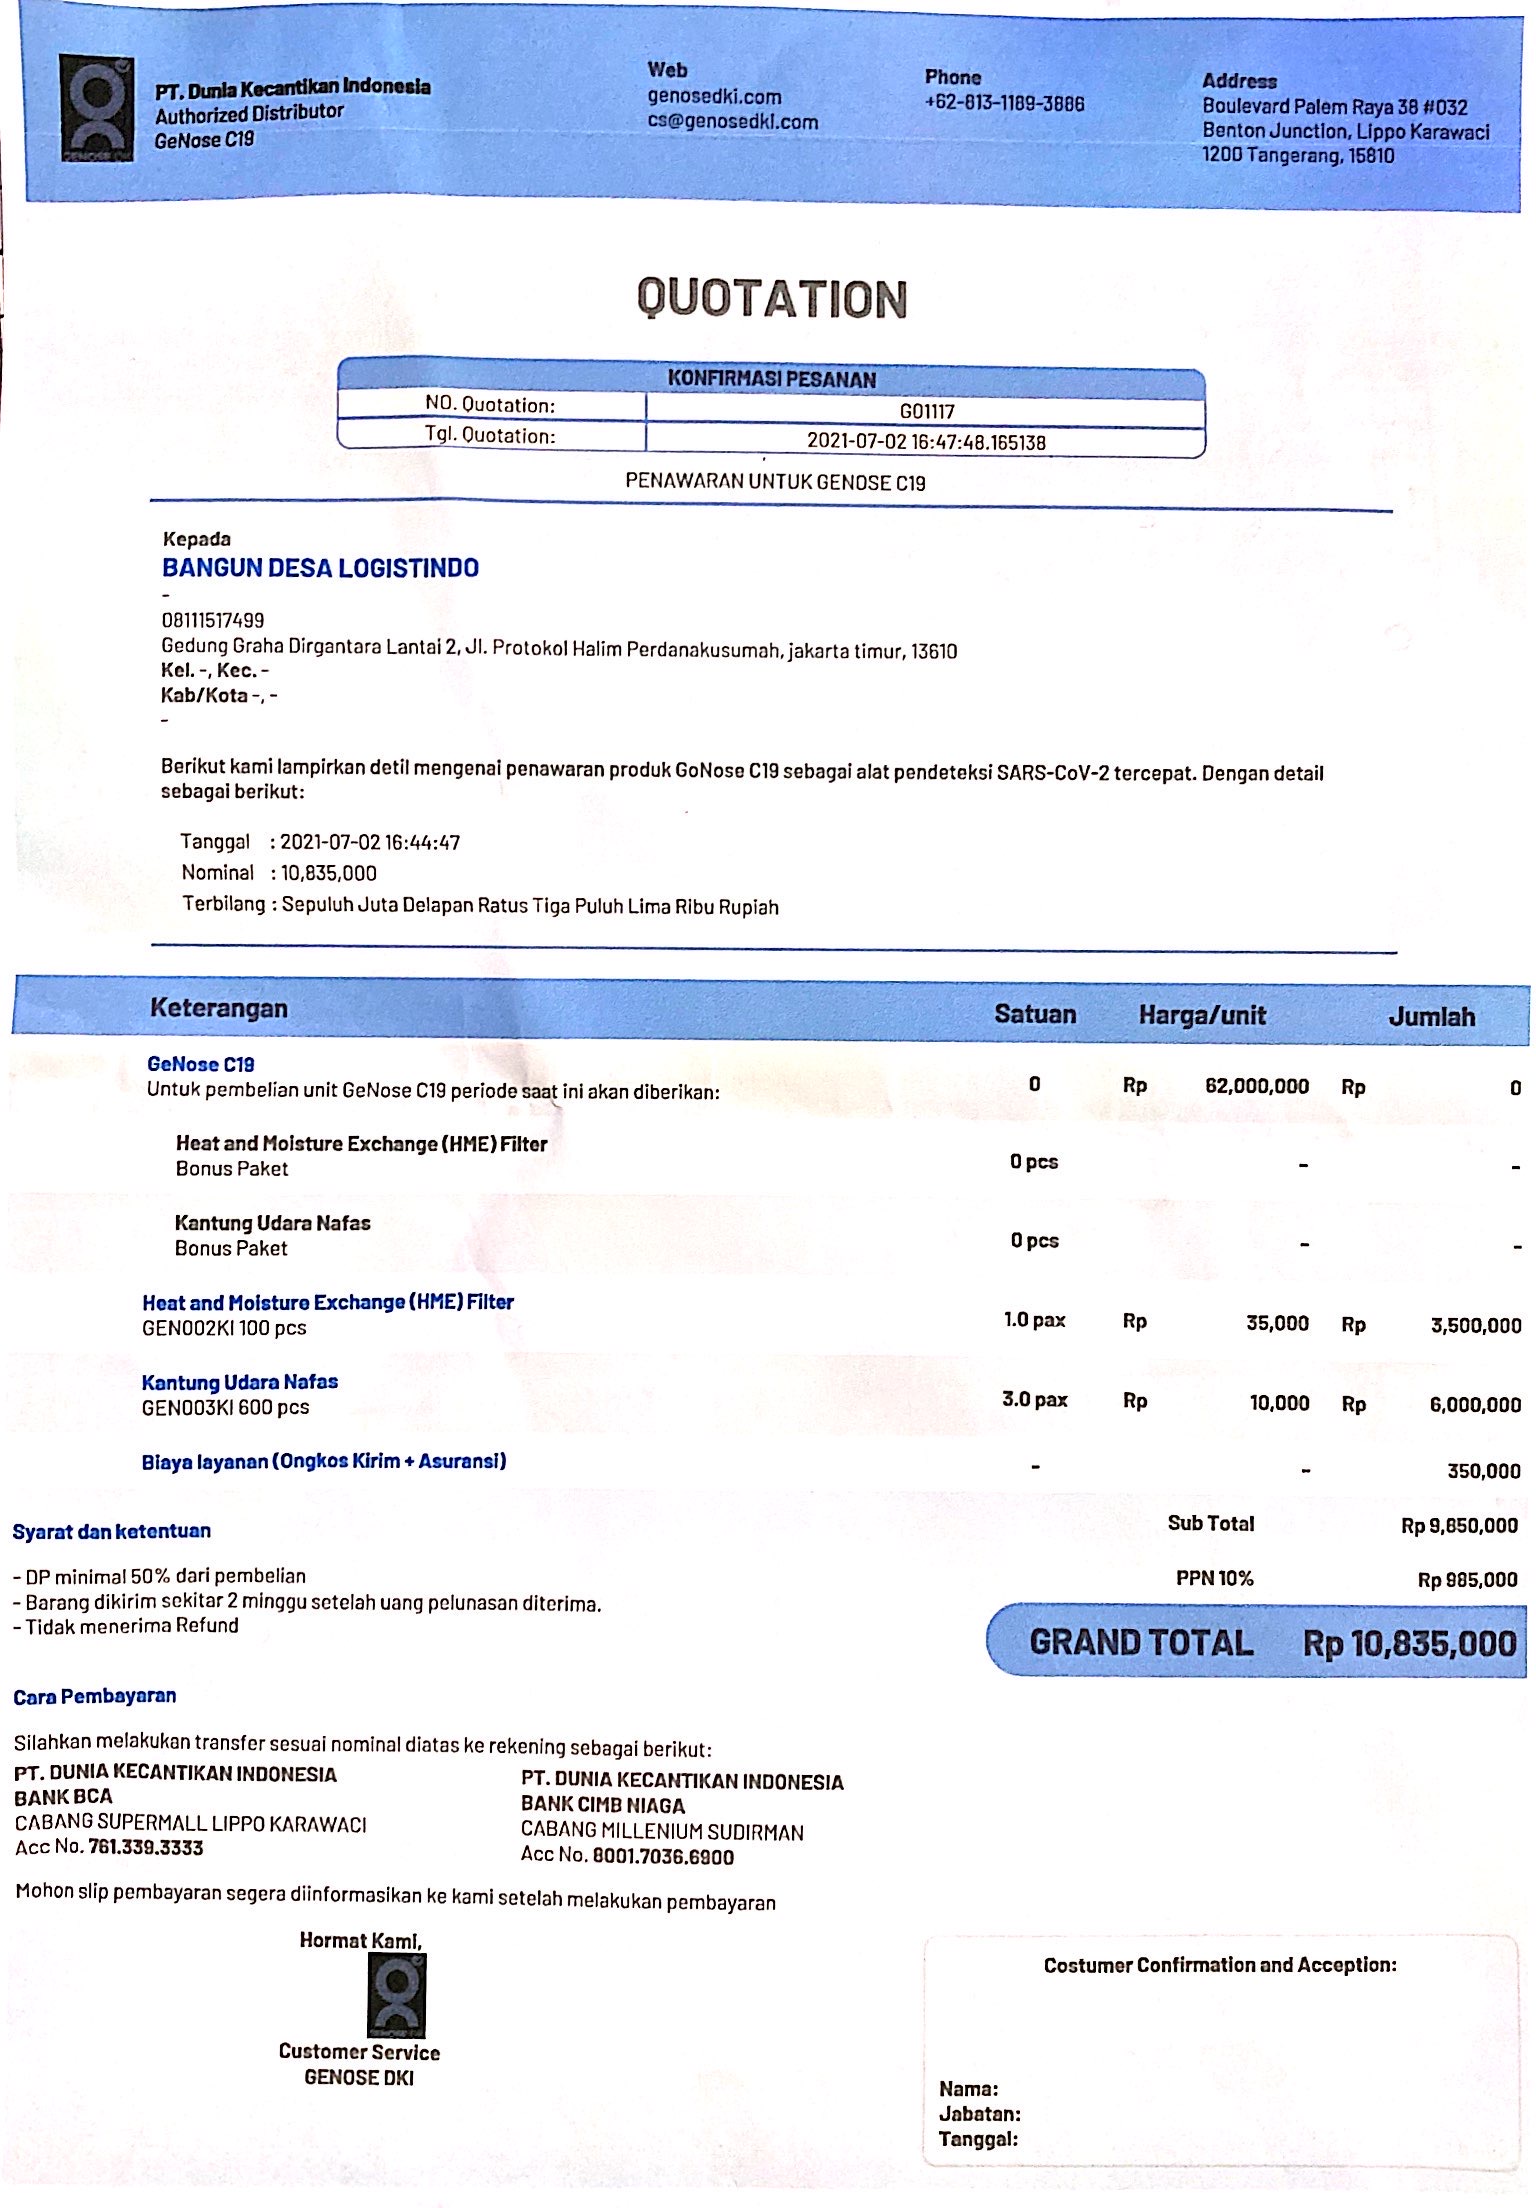 PT. Dunia Kecantikan Indonesia
Authorized Distributor
GeNose C19
Web
genosedki.com
cs@genosedki.com
Phone
+62-813-1189-3886
Address
Boulevard Palem Raya 38 #032
Benton Junction, Lippo Karawaci
1200 Tangerang, 15810
QUOTATION
KONFIRMASI PESANAN
NO. Quotation: GO1117
Tgl. Quotation: 2021-07-02 16:47:48.165138
PENAWARAN UNTUK GENOSE C19
Kepada
BANGUN DESA LOGISTINDO
-
08111517499
Gedung Graha Dirgantara Lantai 2, Jl. Protokol Halim Perdanakusumah, jakarta timur, 13610
Kel. -, Kec. -
Kab/Kota -, -
-
Berikut kami lampirkan detil mengenai penawaran produk GoNose C19 sebagai alat pendeteksi SARS-CoV-2 tercepat. Dengan detail
sebagai berikut:
Tanggal : 2021-07-02 16:44:47
Nominal : 10,835,000
Terbilang : Sepuluh Juta Delapan Ratus Tiga Puluh Lima Ribu Rupiah
Keterangan Satuan Harga/unit Jumlah
GeNose C19
Untuk pembelian unit GeNose C19 periode saat ini akan diberikan: 0 Rp 62,000,000 Rp 0
Heat and Moisture Exchange (HME) Filter
Bonus Paket 0 pcs - -
Kantung Udara Nafas
Bonus Paket 0 pcs - -
Heat and Moisture Exchange (HME) Filter
GEN002KI 100 pcs 1.0 pax Rp 35,000 Rp 3,500,000
Kantung Udara Nafas
GEN003KI 600 pcs 3.0 pax Rp 10,000 Rp 6,000,000
Biaya layanan (Ongkos Kirim + Asuransi) - - 350,000
Sub Total Rp 9,850,000
PPN 10% Rp 985,000
GRAND TOTAL Rp 10,835,000
Syarat dan ketentuan
- DP minimal 50% dari pembelian
- Barang dikirim sekitar 2 minggu setelah uang pelunasan diterima.
- Tidak menerima Refund
Cara Pembayaran
Silahkan melakukan transfer sesuai nominal diatas ke rekening sebagai berikut:
PT. DUNIA KECANTIKAN INDONESIA
BANK BCA
CABANG SUPERMALL LIPPO KARAWACI
Acc No. 761.339.3333
PT. DUNIA KECANTIKAN INDONESIA
BANK CIMB NIAGA
CABANG MILLENIUM SUDIRMAN
Acc No. 8001.7036.6900
Mohon slip pembayaran segera diinformasikan ke kami setelah melakukan pembayaran
Hormat Kami,
Customer Service
GENOSE DKI
Costumer Confirmation and Acception:
Nama:
Jabatan:
Tanggal: